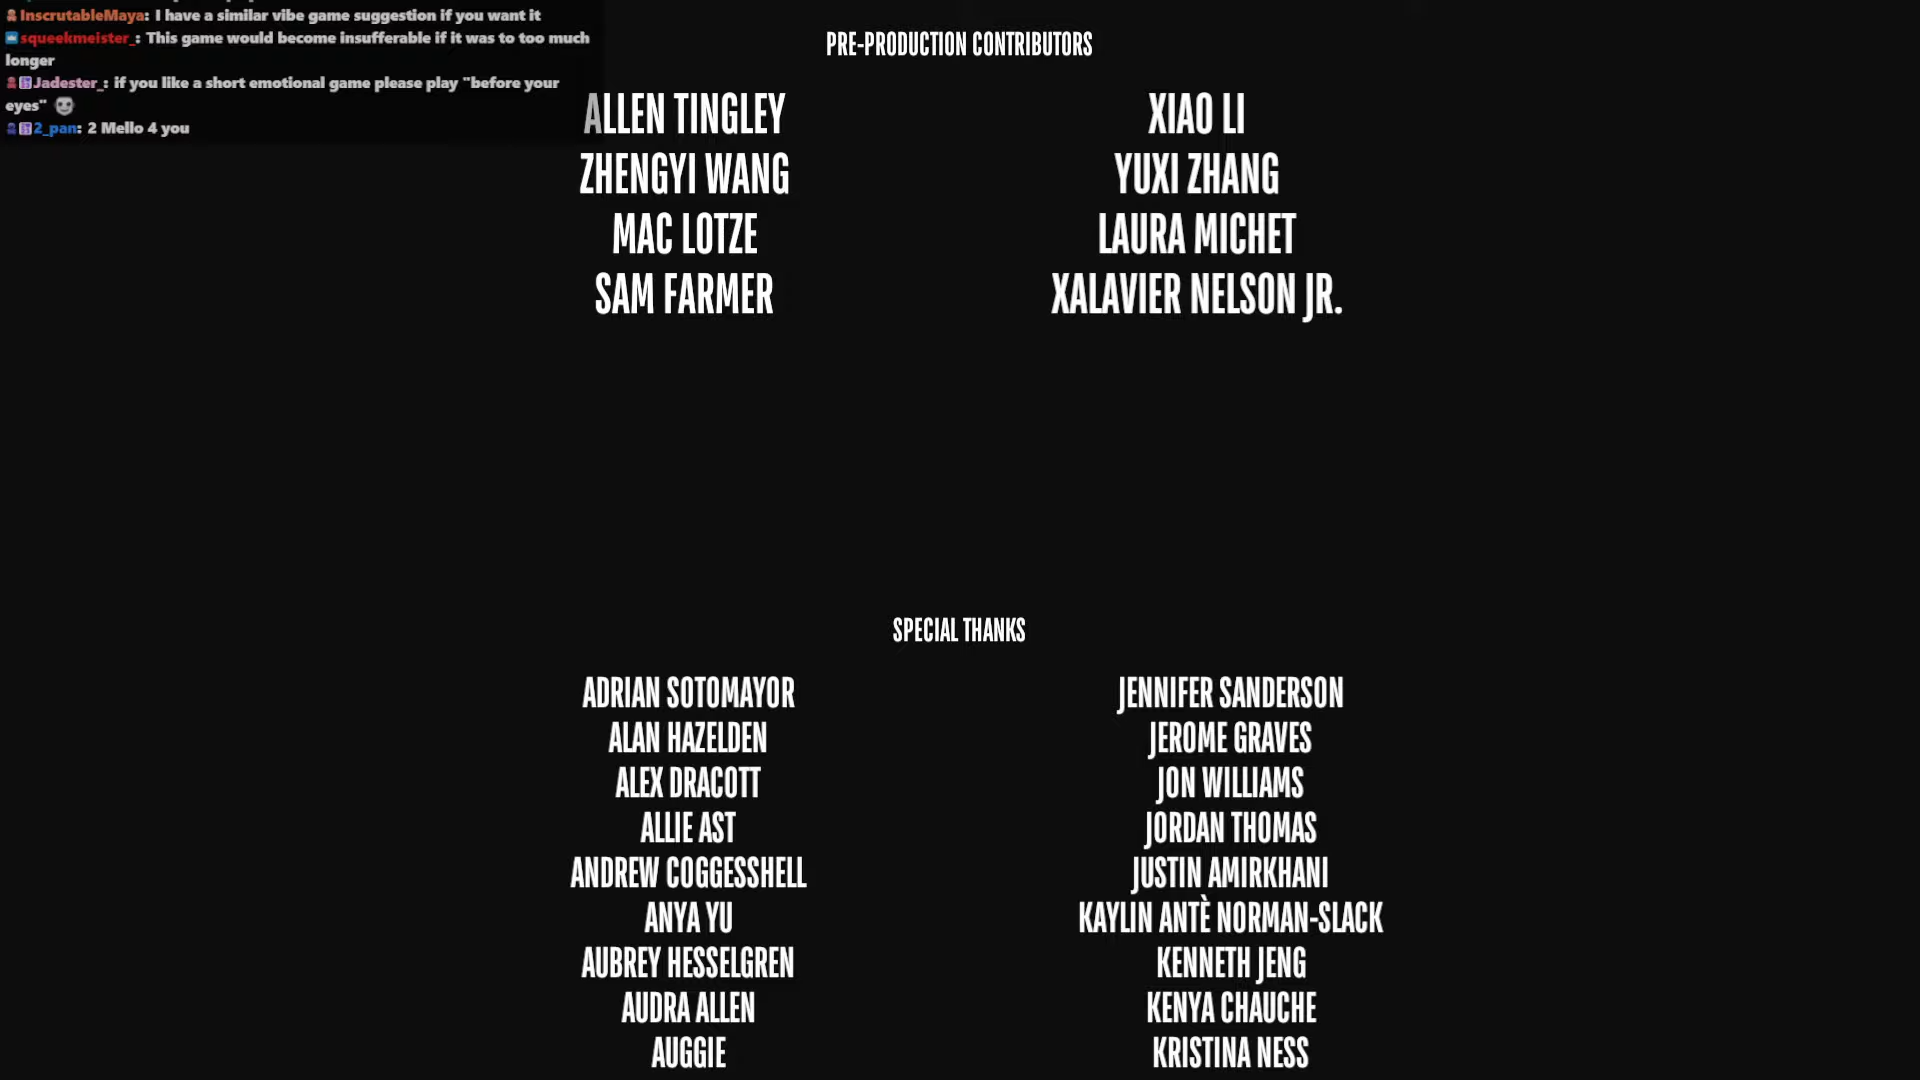 InscrutableMaya: I have a similar vibe game suggestion if you want it
squeekmeister_: This game would become insufferable if it was to too much
longer
Jadester_: if you like a short emotional game please play "before your
eyes"
2_pan: 2 Mello 4 you
PRE-PRODUCTION CONTRIBUTORS
ALLEN TINGLEY XIAO LI
ZHENGYI WANG YUXI ZHANG
MAC LOTZE LAURA MICHET
SAM FARMER XALAVIER NELSON JR.
SPECIAL THANKS
ADRIAN SOTOMAYOR JENNIFER SANDERSON
ALAN HAZELDEN JEROME GRAVES
ALEX DRACOTT JON WILLIAMS
ALLIE AST JORDAN THOMAS
ANDREW COGGESSHELL JUSTIN AMIRKHANI
ANYA YU KAYLIN ANTÈ NORMAN-SLACK
AUBREY HESSELGREN KENNETH JENG
AUDRA ALLEN KENYA CHAUCHE
AUGGIE KRISTINA NESS